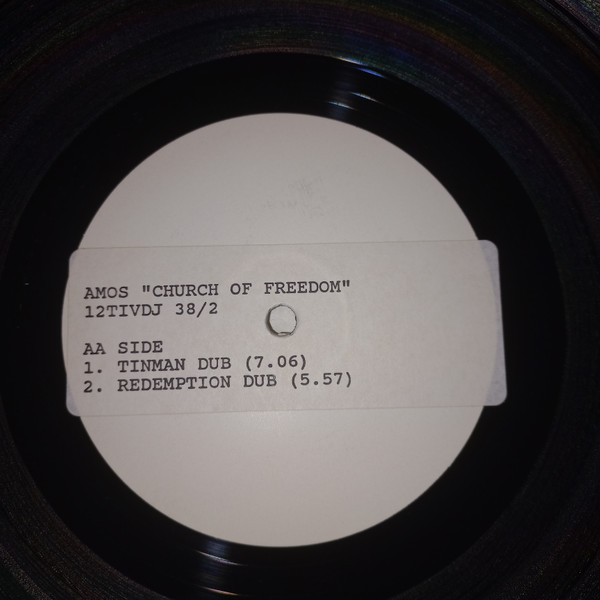 AMOS "CHURCH OF FREEDOM"
12TIVDJ 38/2
AA SIDE
1. TINMAN DUB (7.06)
2. REDEMPTION DUB (5.57)